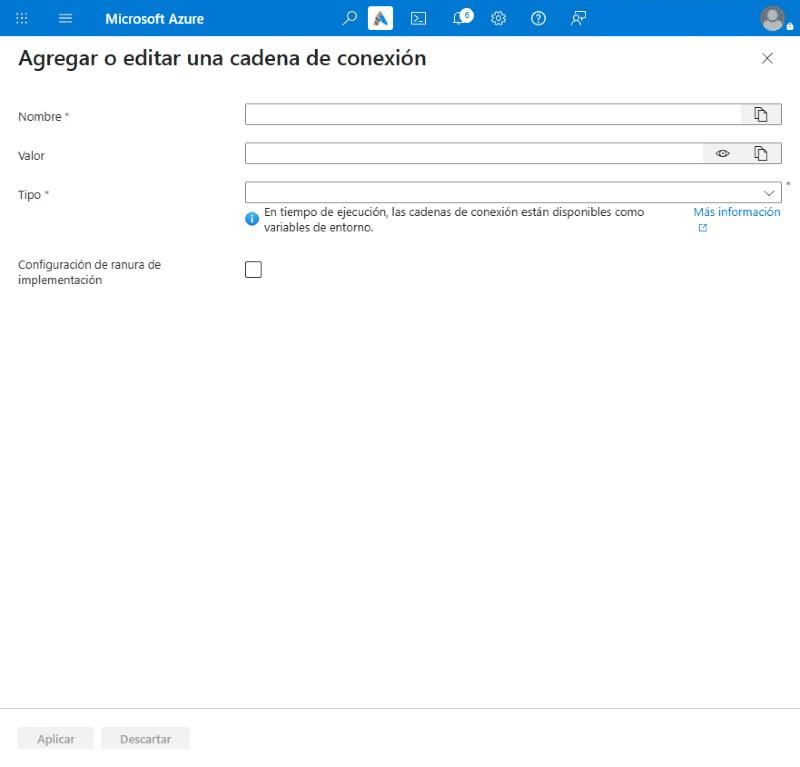 Microsoft Azure
6
Agregar o editar una cadena de conexión
Nombre *
Valor
Tipo *
*
En tiempo de ejecución, las cadenas de conexión están disponibles como
variables de entorno.
Más información
Configuración de ranura de
implementación
Aplicar
Descartar